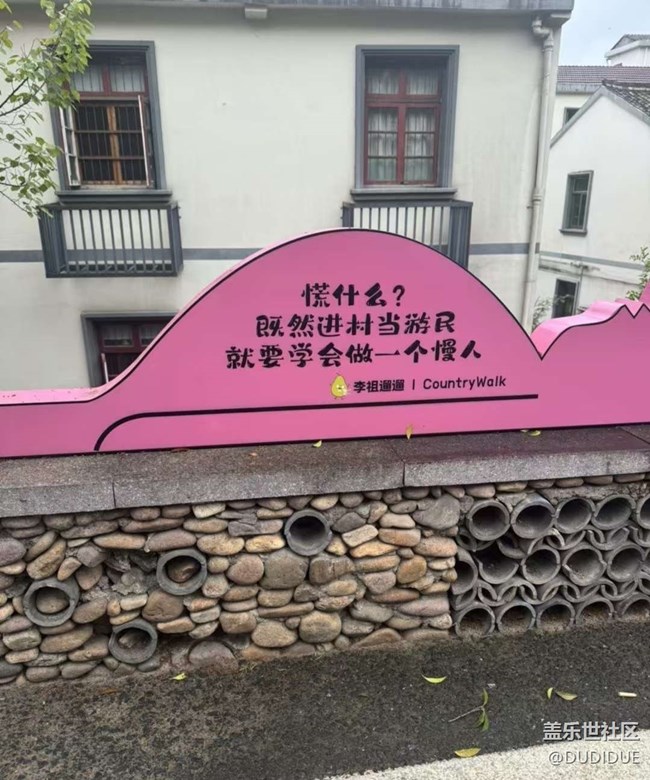 慌什么?
既然进村当游民
就要学会做一个慢人
李祖遛遛 | CountryWalk
盖乐世社区
@DUDIDUE